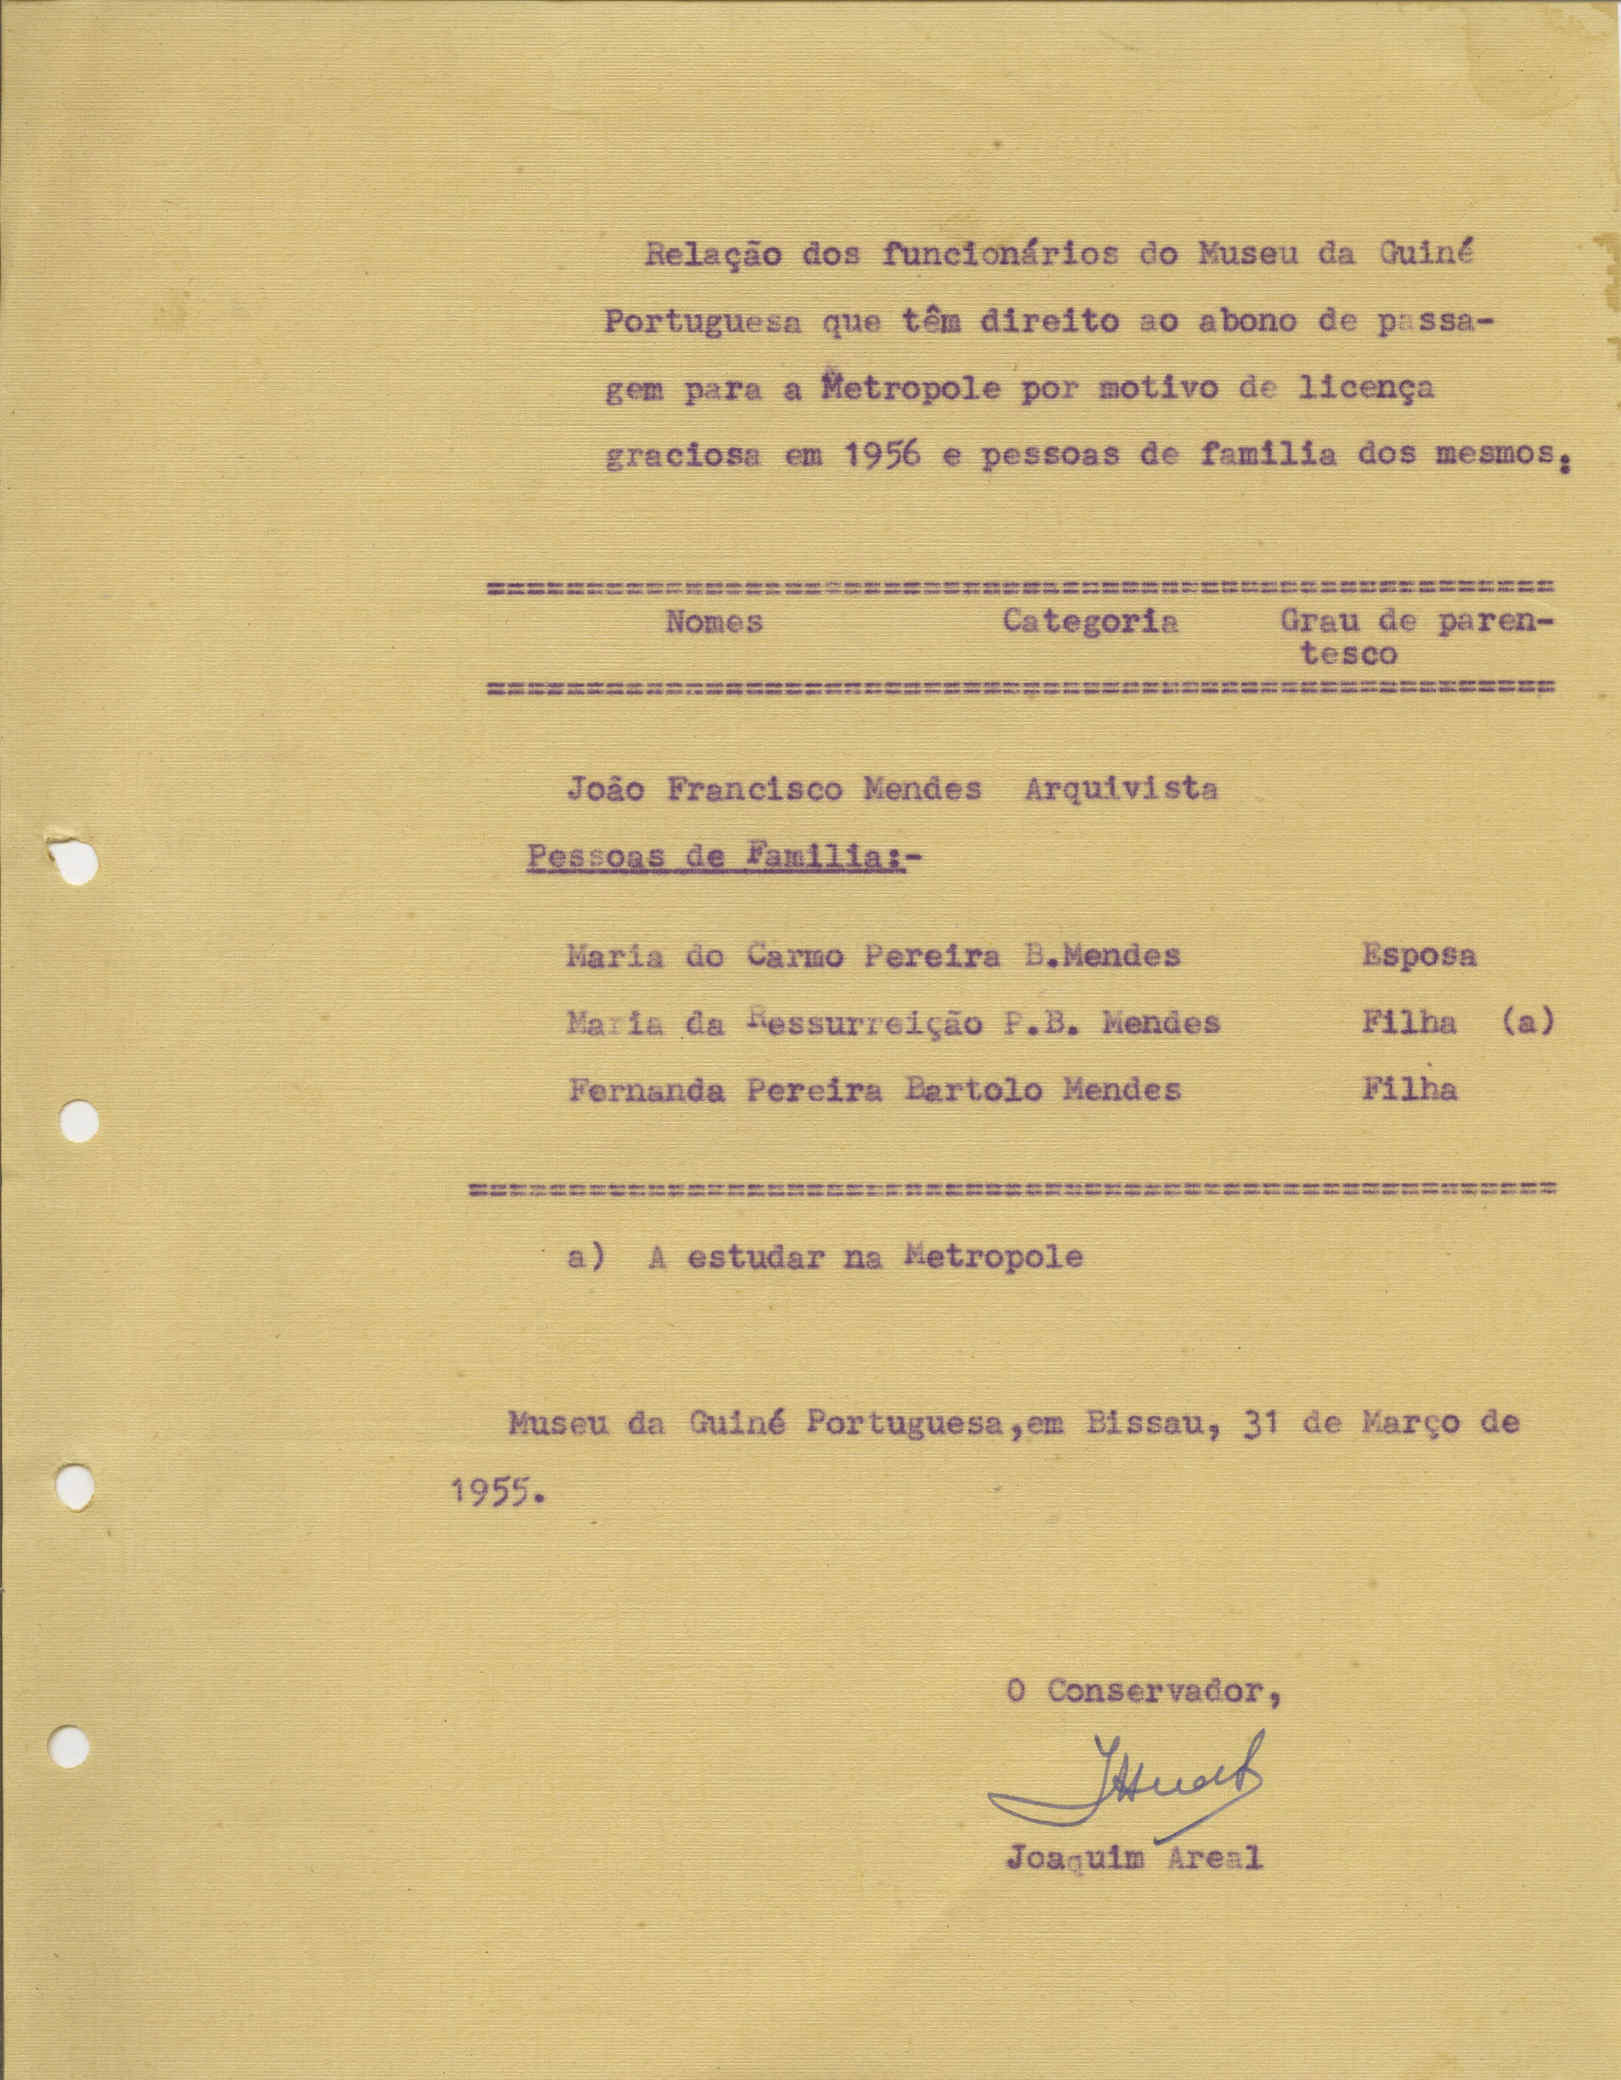 Relação dos funcionários do Museu da Guiné
Portuguesa que têm direito ao abono de passa-
gem para a Metropole por motivo de licença
graciosa em 1956 e pessoas de familia dos mesmos:
======================================================
Nomes Categoria Grau de paren-
tesco
======================================================
João Francisco Mendes Arquivista
Pessoas de Familia:-
Maria do Carmo Pereira B.Mendes Esposa
Maria da Ressurreição P.B. Mendes Filha (a)
Fernanda Pereira Bartolo Mendes Filha
=======================================================
a) A estudar na Metropole
Museu da Guiné Portuguesa,em Bissau, 31 de Março de
1955.
O Conservador,
Joaquim Areal